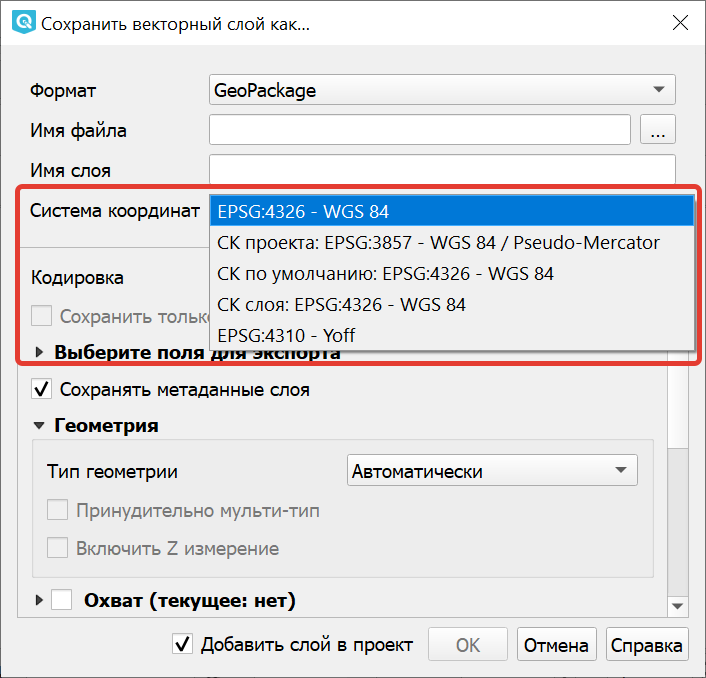 Сохранить векторный слой как...
Формат
GeoPackage
Имя файла
...
Имя слоя
Система координат
EPSG:4326 - WGS 84
СК проекта: EPSG:3857 - WGS 84 / Pseudo-Mercator
СК по умолчанию: EPSG:4326 - WGS 84
СК слоя: EPSG:4326 - WGS 84
EPSG:4310 - Yoff
Кодировка
Сохранить только
Выберите поля для экспорта
Сохранять метаданные слоя
Геометрия
Тип геометрии
Автоматически
Принудительно мульти-тип
Включить Z измерение
Охват (текущее: нет)
Добавить слой в проект
OK
Отмена
Справка